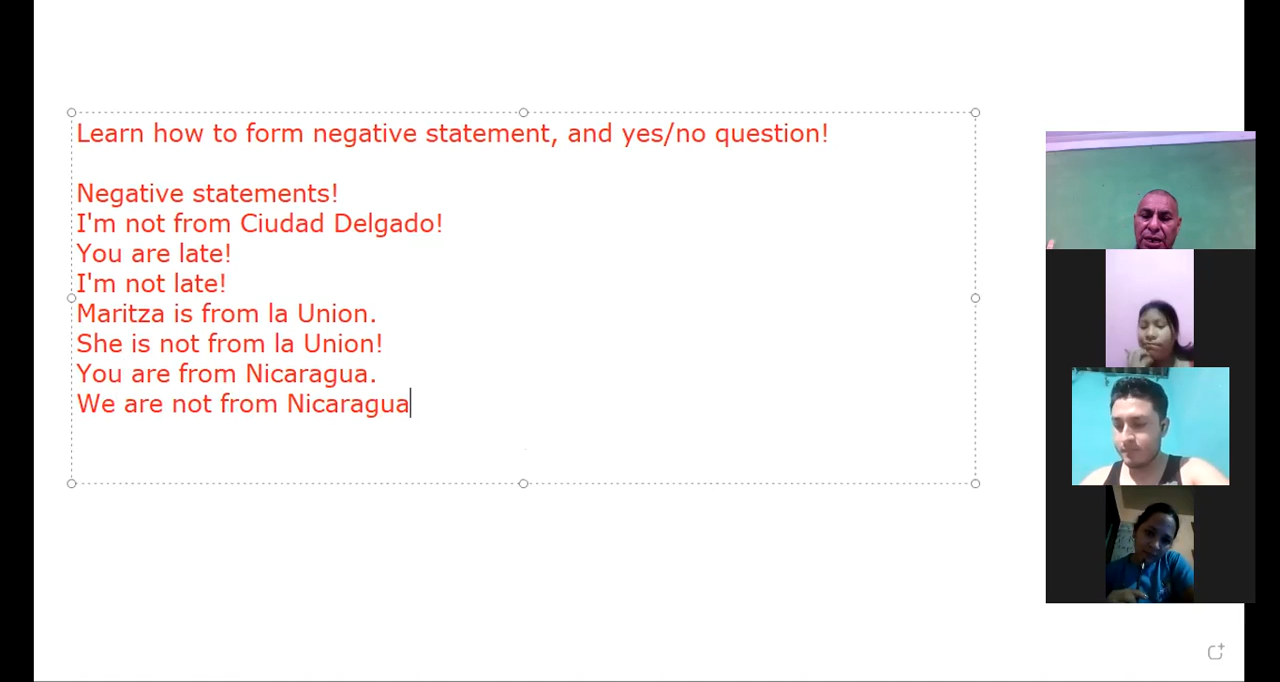 Learn how to form negative statement, and yes/no question!
Negative statements!
I'm not from Ciudad Delgado!
You are late!
I'm not late!
Maritza is from la Union.
She is not from la Union!
You are from Nicaragua.
We are not from Nicaragua